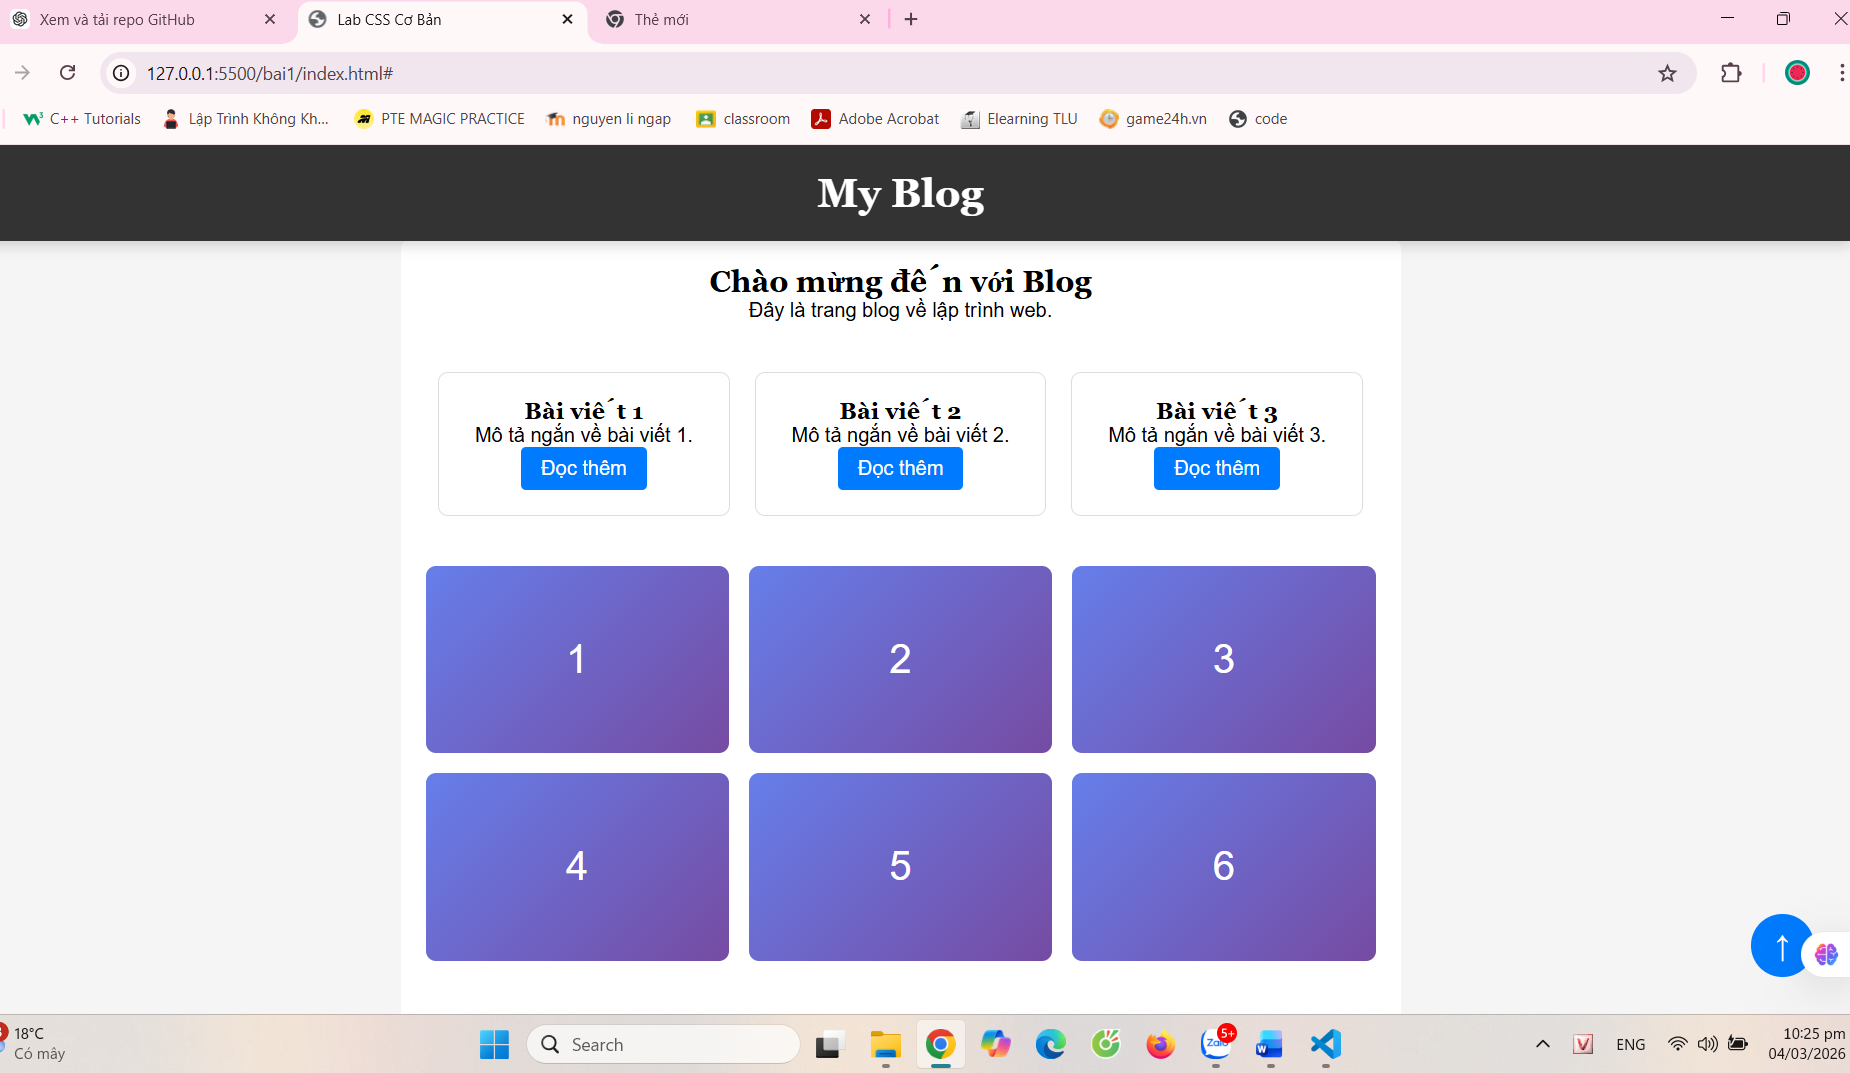 Xem và tải repo GitHub
Lab CSS Cơ Bản
Thẻ mới
127.0.0.1:5500/bai1/index.html#
C++ Tutorials
Lập Trình Không Kh...
PTE MAGIC PRACTICE
nguyen li ngap
classroom
Adobe Acrobat
Elearning TLU
game24h.vn
code
My Blog
Chào mừng đến với Blog
Đây là trang blog về lập trình web.
Bài viết 1
Mô tả ngắn về bài viết 1.
Đọc thêm
Bài viết 2
Mô tả ngắn về bài viết 2.
Đọc thêm
Bài viết 3
Mô tả ngắn về bài viết 3.
Đọc thêm
1
2
3
4
5
6
↑
18°C
Có mây
Search
Zalo
5+
W
V
ENG
10:25 pm
04/03/2026